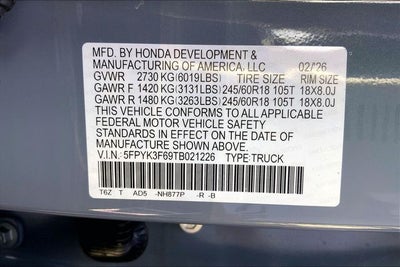 MFD. BY HONDA DEVELOPMENT &
MANUFACTURING OF AMERICA, LLC 02/26
GVWR 2730 KG(6019LBS) TIRE SIZE RIM SIZE
GAWR F 1420 KG(3131LBS) 245/60R18 105T 18X8.0J
GAWR R 1480 KG(3263LBS) 245/60R18 105T 18X8.0J
THIS VEHICLE CONFORMS TO ALL APPLICABLE
FEDERAL MOTOR VEHICLE SAFETY
STANDARDS IN EFFECT ON THE DATE OF
MANUFACTURE SHOWN ABOVE.
V.I.N.: 5FPYK3F69TB021226 TYPE:TRUCK
T6Z T AD5 -NH877P -R -B